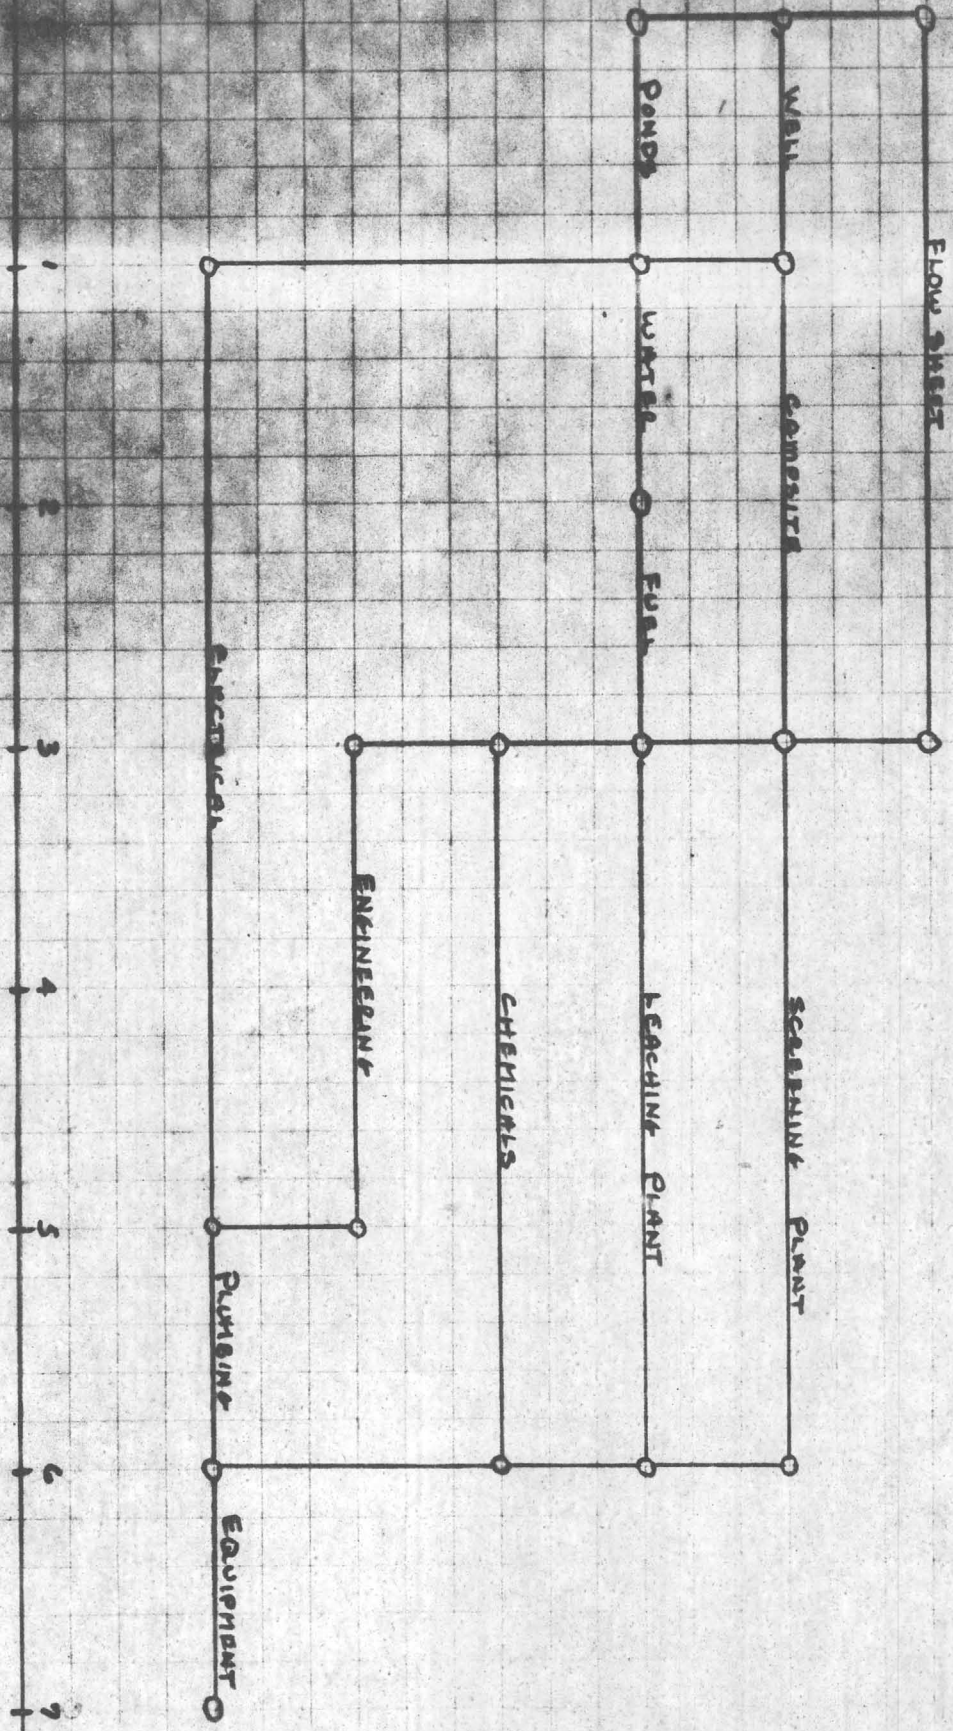 FLOW SHEET
WELL COMPOSITE SCREENING PLANT
PONDS WATER FUEL LEACHING PLANT
CHEMICALS
ENGINEERING
ELECTRICAL PLUMBING EQUIPMENT
1 2 3 4 5 6 7